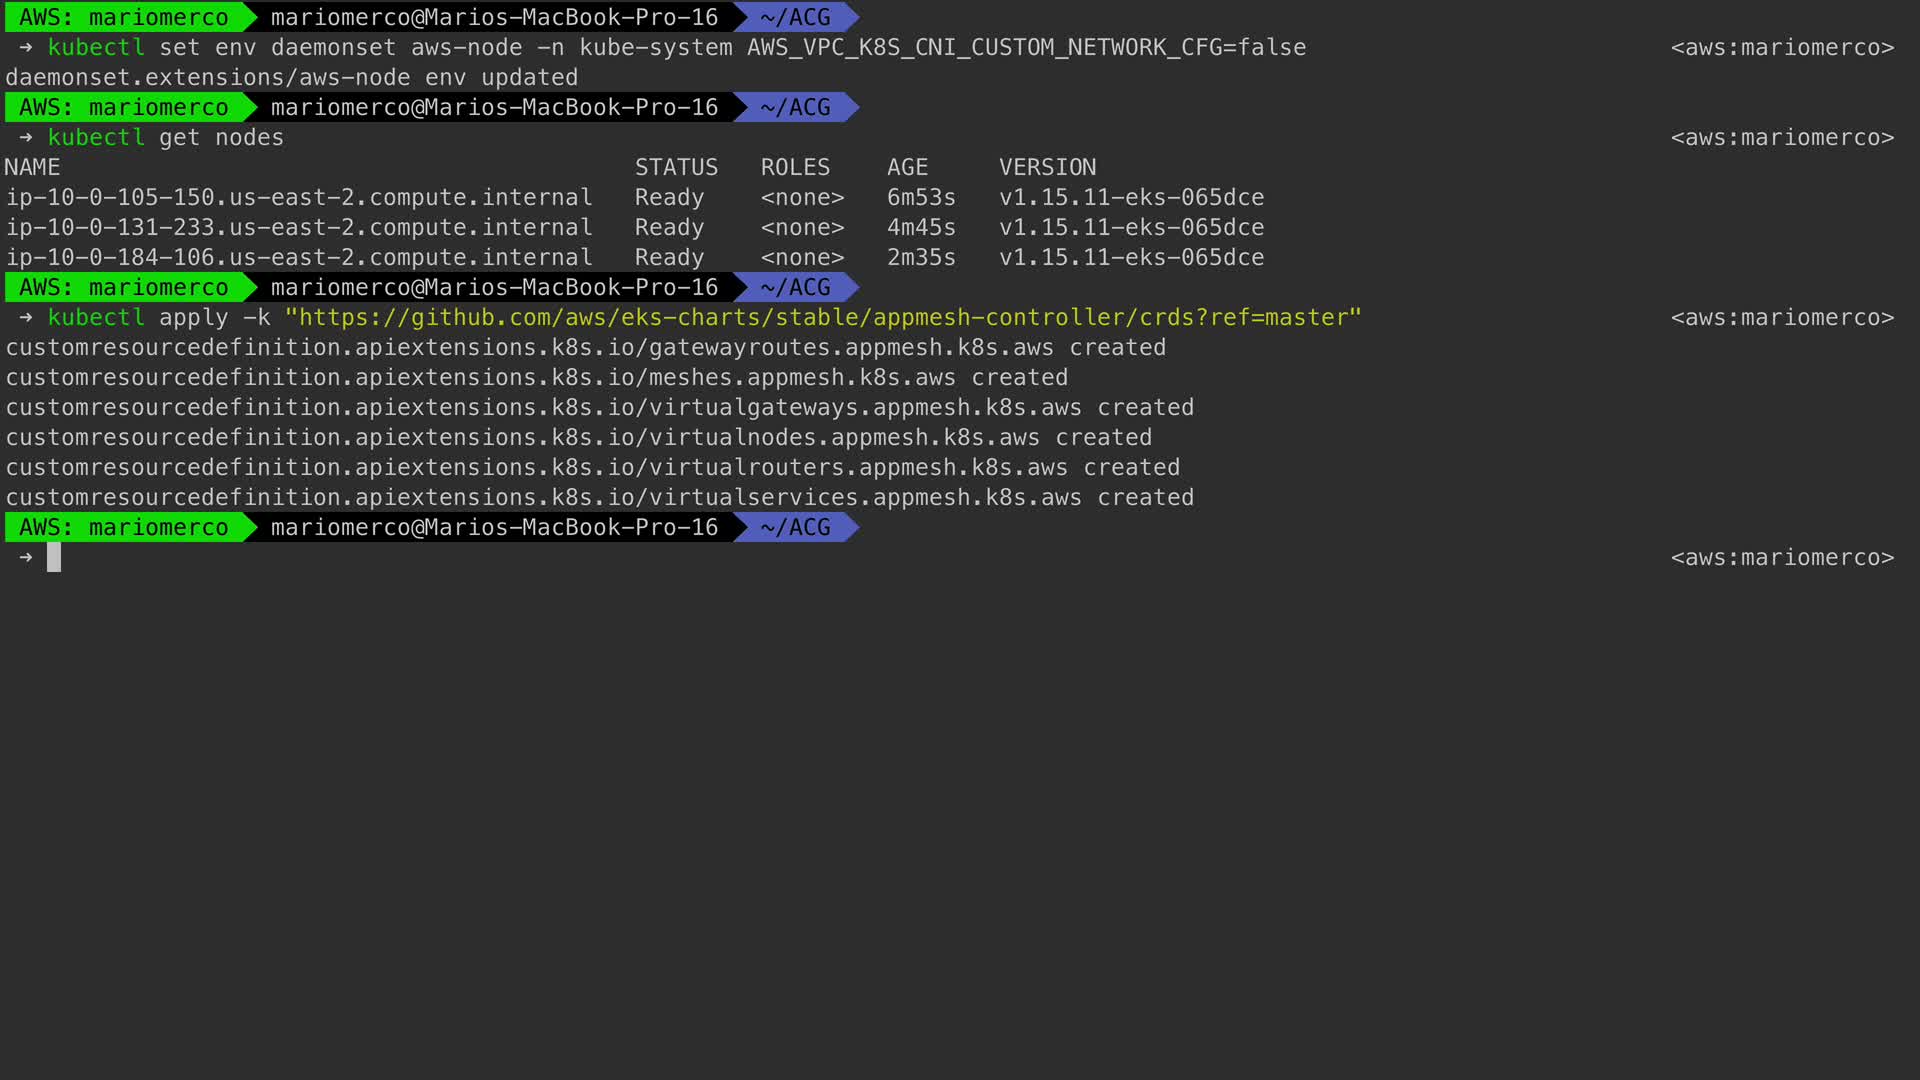 AWS: mariomerco mariomerco@Marios-MacBook-Pro-16 ~/ACG
→ kubectl set env daemonset aws-node -n kube-system AWS_VPC_K8S_CNI_CUSTOM_NETWORK_CFG=false <aws:mariomerco>
daemonset.extensions/aws-node env updated
AWS: mariomerco mariomerco@Marios-MacBook-Pro-16 ~/ACG
→ kubectl get nodes <aws:mariomerco>
NAME STATUS ROLES AGE VERSION
ip-10-0-105-150.us-east-2.compute.internal Ready <none> 6m53s v1.15.11-eks-065dce
ip-10-0-131-233.us-east-2.compute.internal Ready <none> 4m45s v1.15.11-eks-065dce
ip-10-0-184-106.us-east-2.compute.internal Ready <none> 2m35s v1.15.11-eks-065dce
AWS: mariomerco mariomerco@Marios-MacBook-Pro-16 ~/ACG
→ kubectl apply -k "https://github.com/aws/eks-charts/stable/appmesh-controller/crds?ref=master" <aws:mariomerco>
customresourcedefinition.apiextensions.k8s.io/gatewayroutes.appmesh.k8s.aws created
customresourcedefinition.apiextensions.k8s.io/meshes.appmesh.k8s.aws created
customresourcedefinition.apiextensions.k8s.io/virtualgateways.appmesh.k8s.aws created
customresourcedefinition.apiextensions.k8s.io/virtualnodes.appmesh.k8s.aws created
customresourcedefinition.apiextensions.k8s.io/virtualrouters.appmesh.k8s.aws created
customresourcedefinition.apiextensions.k8s.io/virtualservices.appmesh.k8s.aws created
AWS: mariomerco mariomerco@Marios-MacBook-Pro-16 ~/ACG
→ <aws:mariomerco>